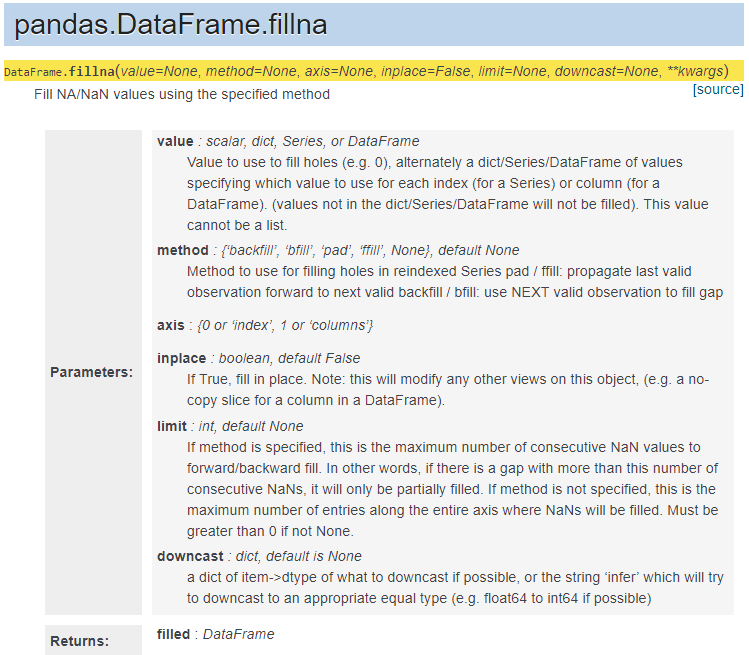 pandas.DataFrame.fillna
DataFrame.fillna(value=None, method=None, axis=None, inplace=False, limit=None, downcast=None, **kwargs)
[source]
Fill NA/NaN values using the specified method
Parameters:
value : scalar, dict, Series, or DataFrame
Value to use to fill holes (e.g. 0), alternately a dict/Series/DataFrame of values
specifying which value to use for each index (for a Series) or column (for a
DataFrame). (values not in the dict/Series/DataFrame will not be filled). This value
cannot be a list.
method : {‘backfill’, ‘bfill’, ‘pad’, ‘ffill’, None}, default None
Method to use for filling holes in reindexed Series pad / ffill: propagate last valid
observation forward to next valid backfill / bfill: use NEXT valid observation to fill gap
axis : {0 or ‘index’, 1 or ‘columns’}
inplace : boolean, default False
If True, fill in place. Note: this will modify any other views on this object, (e.g. a no-
copy slice for a column in a DataFrame).
limit : int, default None
If method is specified, this is the maximum number of consecutive NaN values to
forward/backward fill. In other words, if there is a gap with more than this number of
consecutive NaNs, it will only be partially filled. If method is not specified, this is the
maximum number of entries along the entire axis where NaNs will be filled. Must be
greater than 0 if not None.
downcast : dict, default is None
a dict of item->dtype of what to downcast if possible, or the string ‘infer’ which will try
to downcast to an appropriate equal type (e.g. float64 to int64 if possible)
Returns:
filled : DataFrame